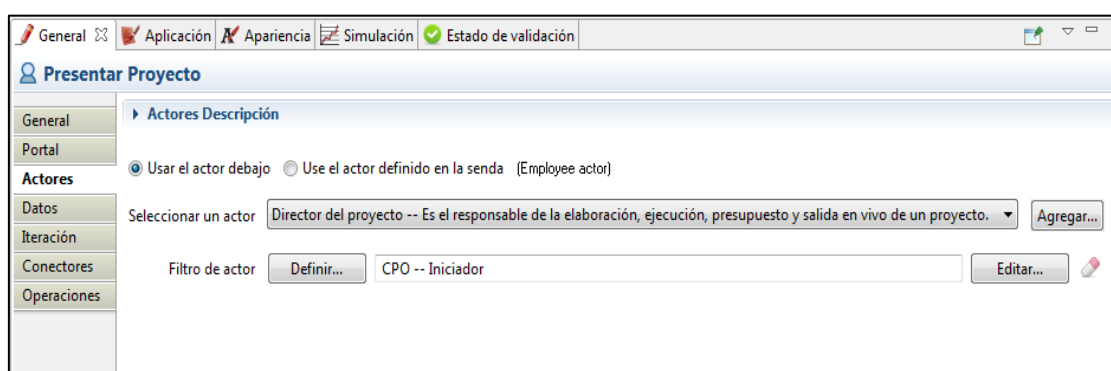 General Aplicación Apariencia Simulación Estado de validación
Presentar Proyecto
General
Portal
Actores
Datos
Iteración
Conectores
Operaciones
Actores Descripción
Usar el actor debajo Use el actor definido en la senda (Employee actor)
Seleccionar un actor Director del proyecto -- Es el responsable de la elaboración, ejecución, presupuesto y salida en vivo de un proyecto. Agregar...
Filtro de actor Definir... CPO -- Iniciador Editar...